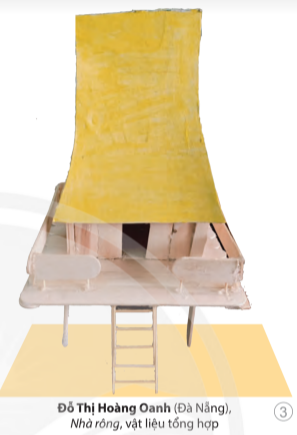 Đỗ Thị Hoàng Oanh (Đà Nẵng),
Nhà rông, vật liệu tổng hợp
3